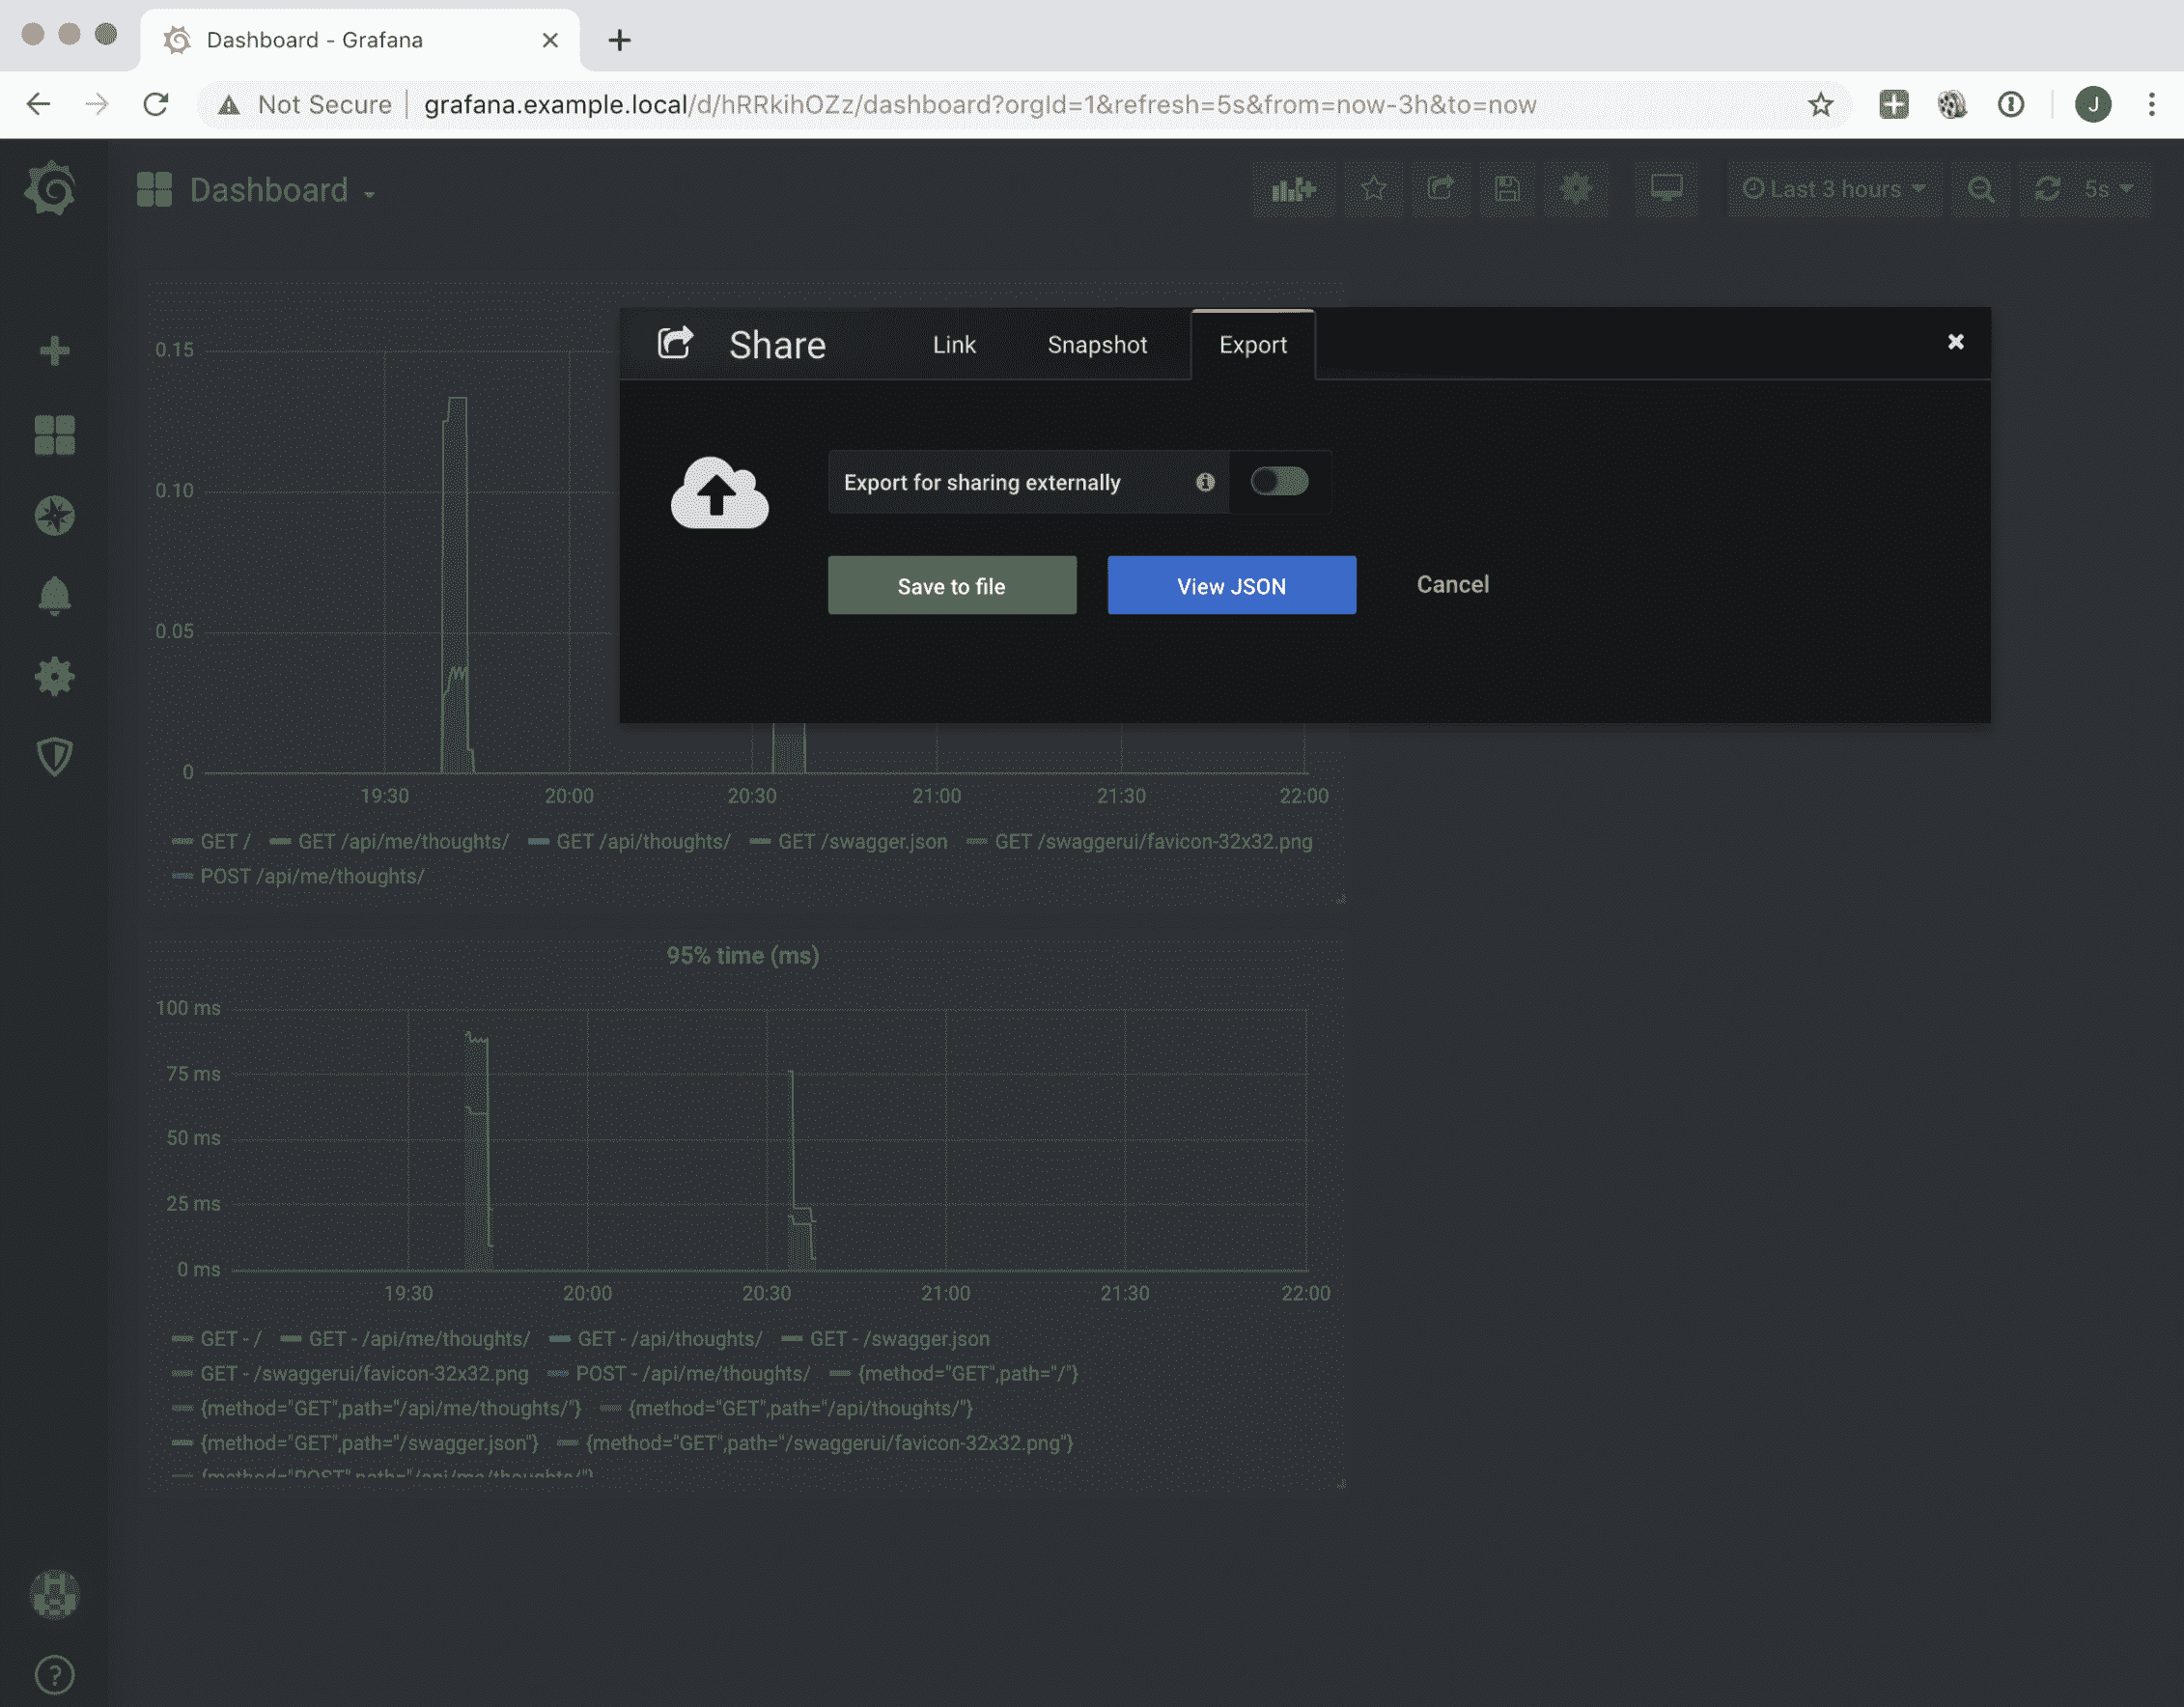 Dashboard - Grafana
Not Secure grafana.example.local/d/hRRkihOZz/dashboard?orgId=1&refresh=5s&from=now-3h&to=now
J
Dashboard
Last 3 hours
5s
Share
Link
Snapshot
Export
Export for sharing externally
Save to file
View JSON
Cancel
0.15
0.10
0.05
0
19:30 20:00 20:30 21:00 21:30 22:00
GET / GET /api/me/thoughts/ GET /api/thoughts/ GET /swagger.json GET /swaggerui/favicon-32x32.png
POST /api/me/thoughts/
95% time (ms)
100 ms
75 ms
50 ms
25 ms
0 ms
19:30 20:00 20:30 21:00 21:30 22:00
GET - / GET - /api/me/thoughts/ GET - /api/thoughts/ GET - /swagger.json
GET - /swaggerui/favicon-32x32.png POST - /api/me/thoughts/ {method="GET",path="/"}
{method="GET",path="/api/me/thoughts/"} {method="GET",path="/api/thoughts/"}
{method="GET",path="/swagger.json"} {method="GET",path="/swaggerui/favicon-32x32.png"}
{method="POST",path="/api/me/thoughts/"}